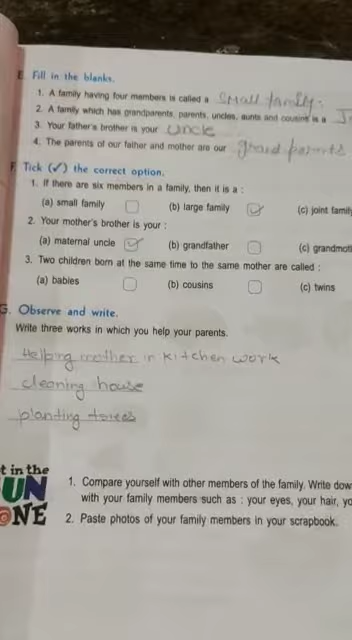 E. Fill in the blanks.
1. A family having four members is called a small family.
2. A family which has grandparents, parents, uncles, aunts and cousins is a
3. Your father's brother is your uncle
4. The parents of our father and mother are our grand parents
F. Tick (✓) the correct option.
1. If there are six members in a family, then it is a :
(a) small family (b) large family ✓ (c) joint family
2. Your mother's brother is your :
(a) maternal uncle ✓ (b) grandfather (c) grandmot
3. Two children born at the same time to the same mother are called :
(a) babies (b) cousins (c) twins
G. Observe and write.
Write three works in which you help your parents.
Helping mother in kitchen work
cleaning house
planting trees
t in the
UN
ONE
1. Compare yourself with other members of the family. Write dow
with your family members such as : your eyes, your hair, yo
2. Paste photos of your family members in your scrapbook.